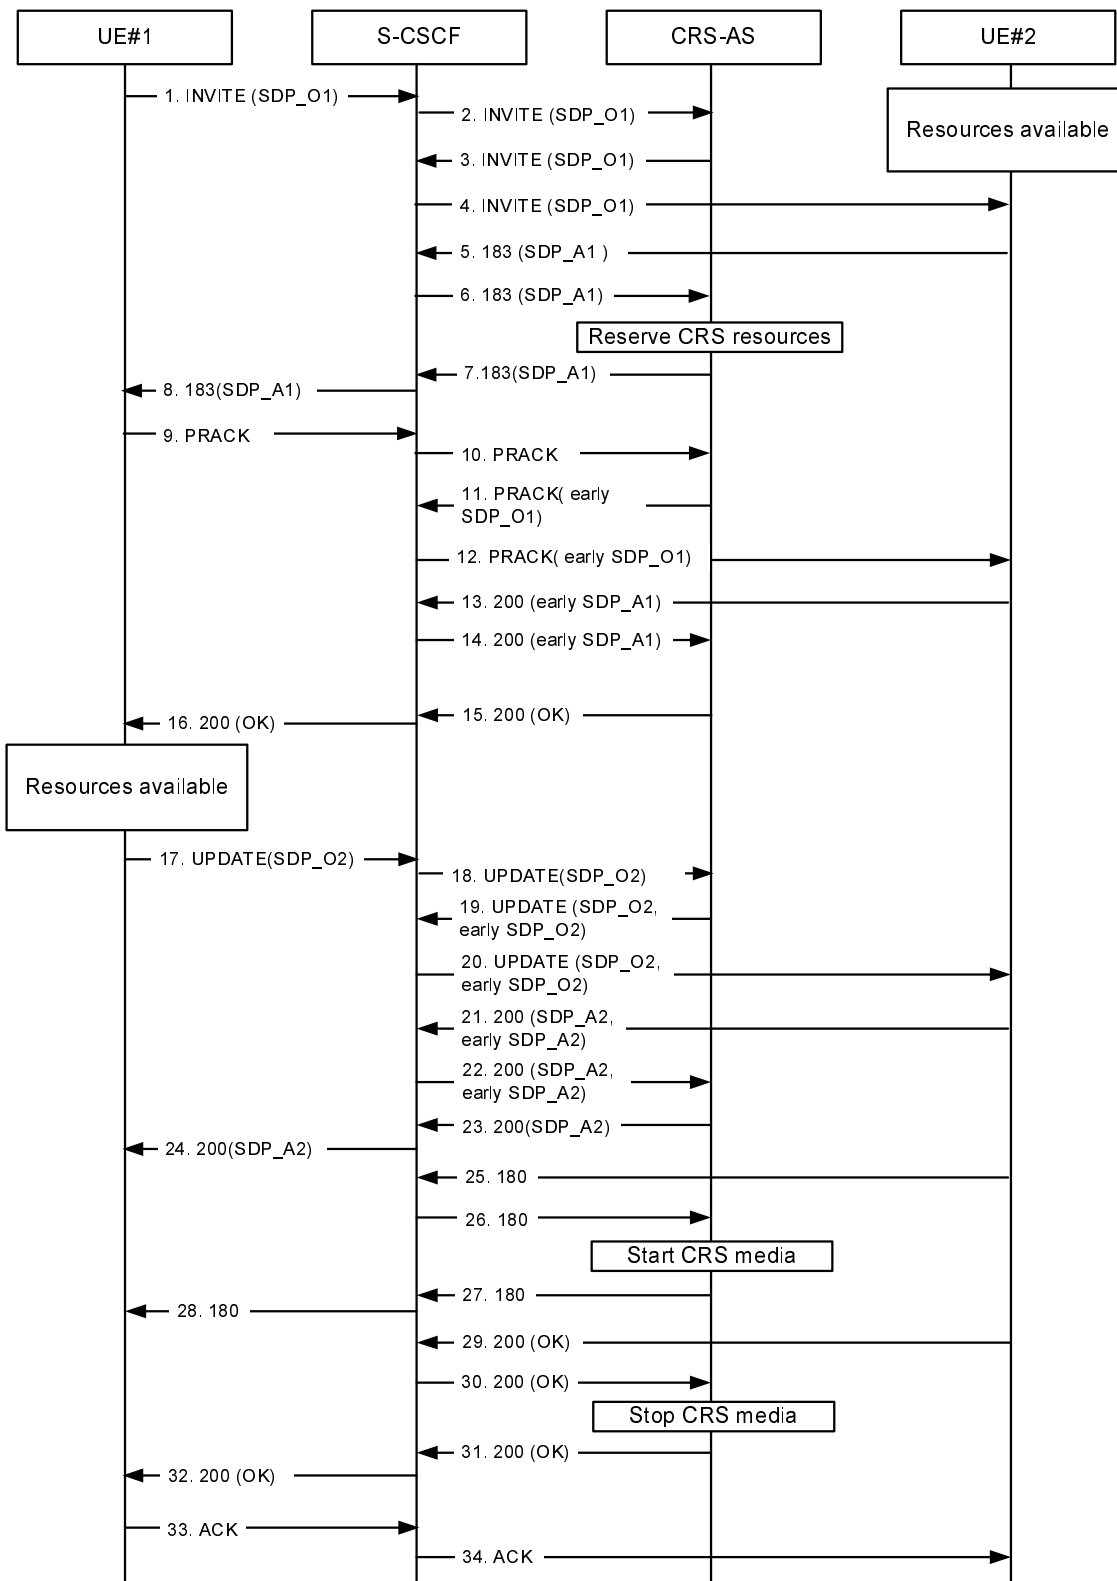 UE#1
S-CSCF
CRS-AS
UE#2
1. INVITE (SDP_O1)
2. INVITE (SDP_O1)
Resources available
3. INVITE (SDP_O1)
4. INVITE (SDP_O1)
5. 183 (SDP_A1 )
6. 183 (SDP_A1)
Reserve CRS resources
7.183(SDP_A1)
8. 183(SDP_A1)
9. PRACK
10. PRACK
11. PRACK( early
SDP_O1)
12. PRACK( early SDP_O1)
13. 200 (early SDP_A1)
14. 200 (early SDP_A1)
15. 200 (OK)
16. 200 (OK)
Resources available
17. UPDATE(SDP_O2)
18. UPDATE(SDP_O2)
19. UPDATE (SDP_O2,
early SDP_O2)
20. UPDATE (SDP_O2,
early SDP_O2)
21. 200 (SDP_A2,
early SDP_A2)
22. 200 (SDP_A2,
early SDP_A2)
23. 200(SDP_A2)
24. 200(SDP_A2)
25. 180
26. 180
Start CRS media
27. 180
28. 180
29. 200 (OK)
30. 200 (OK)
Stop CRS media
31. 200 (OK)
32. 200 (OK)
33. ACK
34. ACK